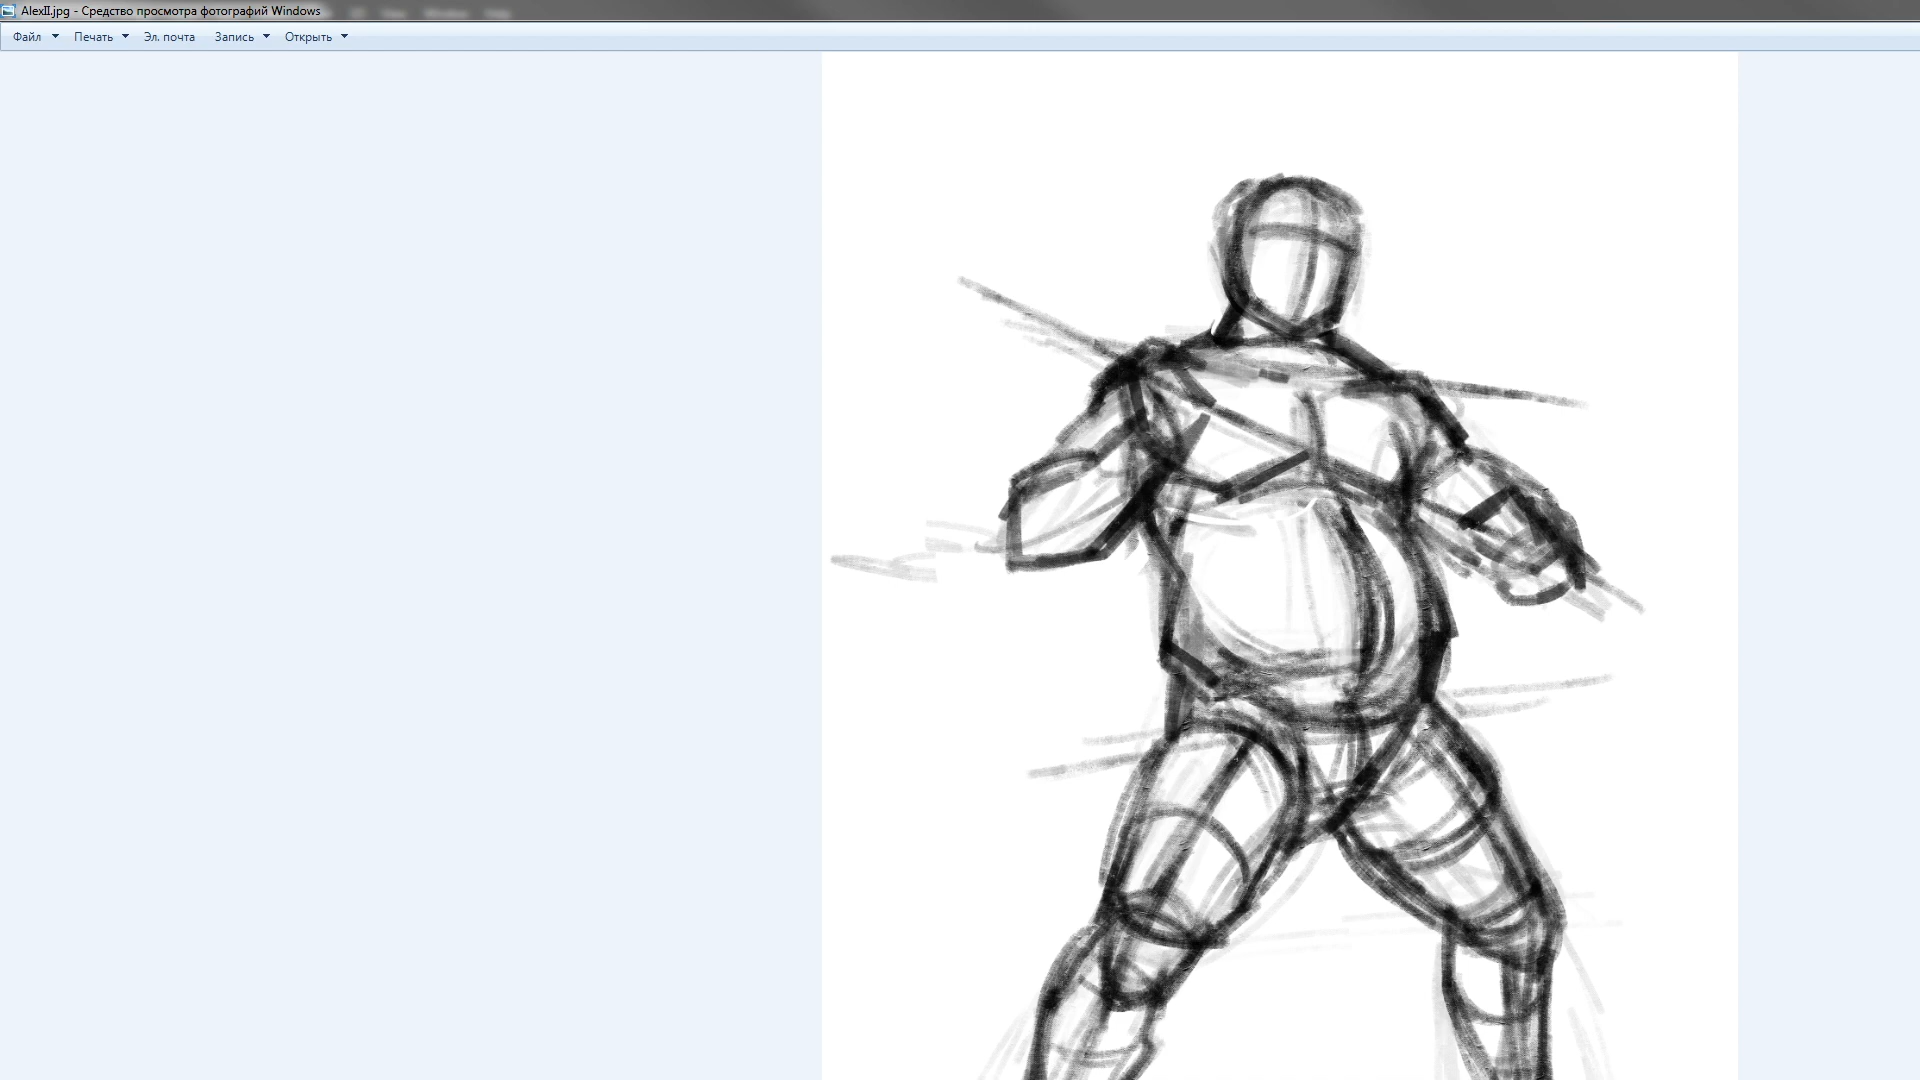 AlexII.jpg - Средство просмотра фотографий Windows
Файл Печать Эл. почта Запись Открыть